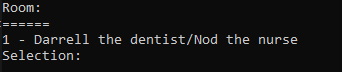 Room:
======
1 - Darrell the dentist/Nod the nurse
Selection: